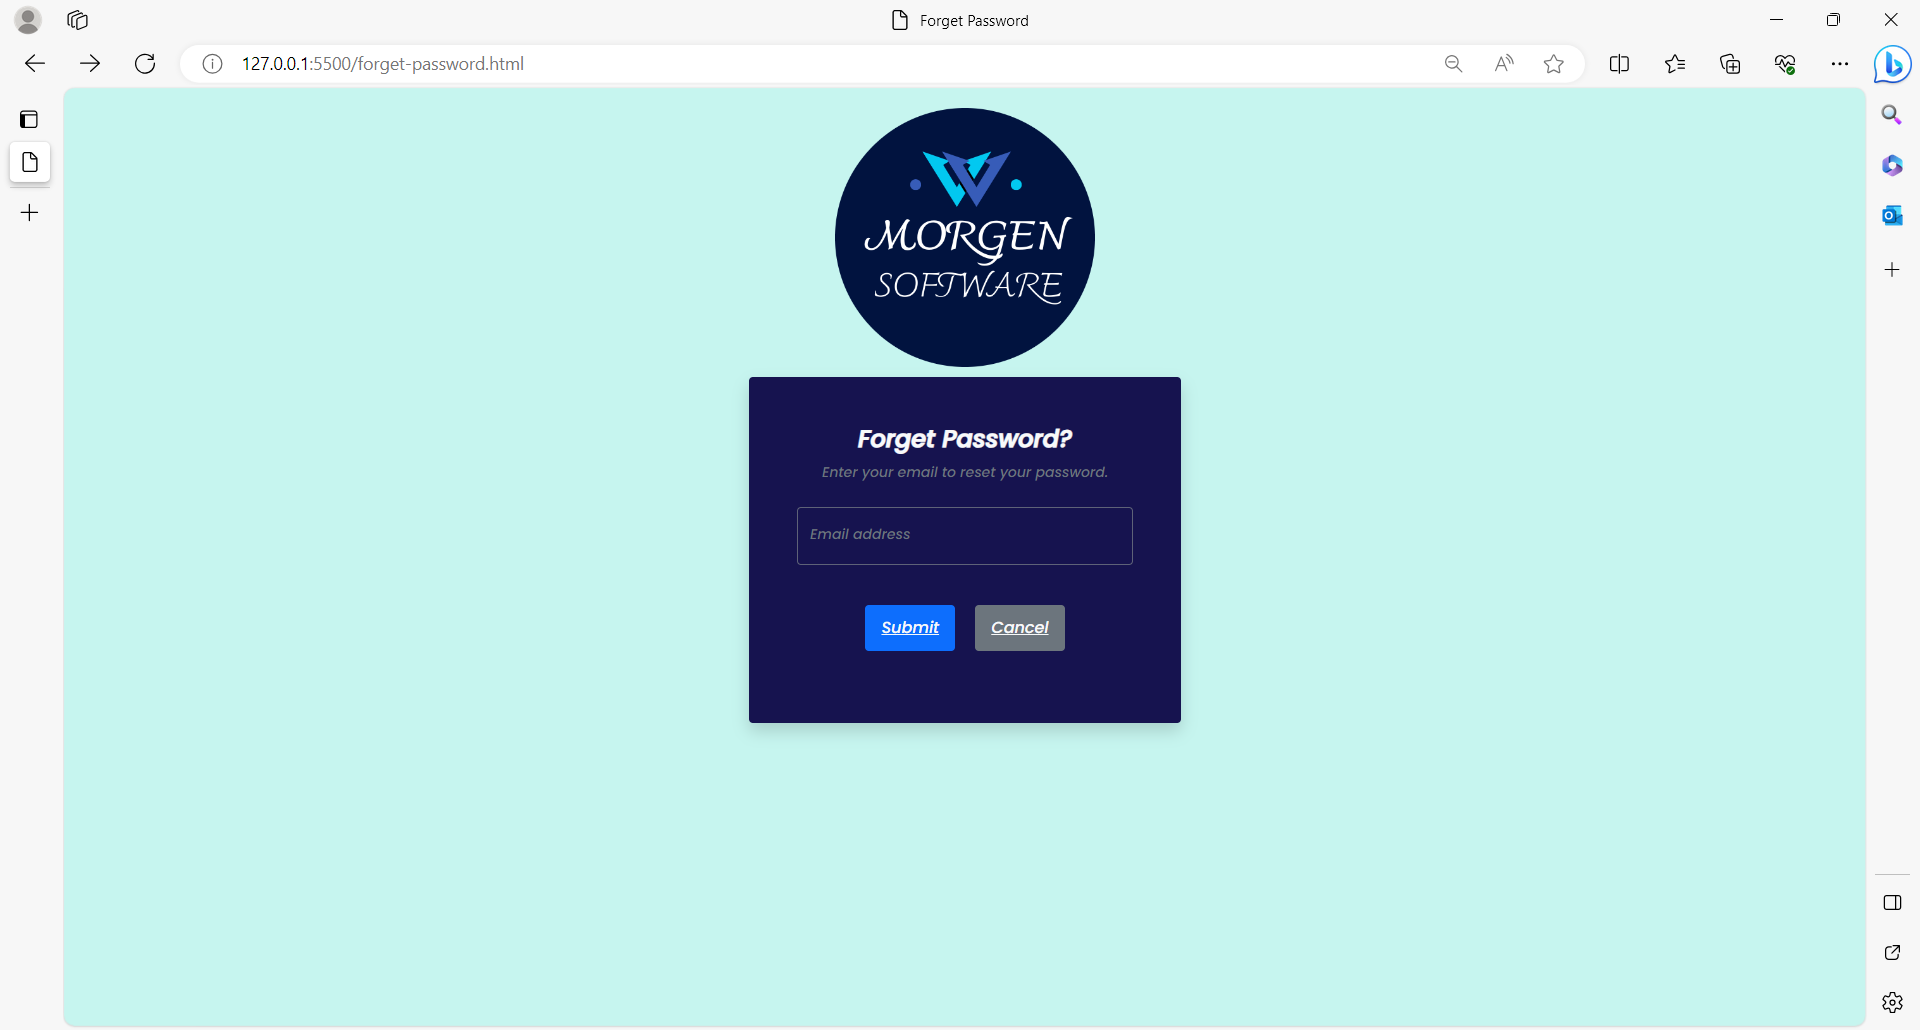 Forget Password
127.0.0.1:5500/forget-password.html
MORGEN
SOFTWARE
Forget Password?
Enter your email to reset your password.
Email address
Submit Cancel